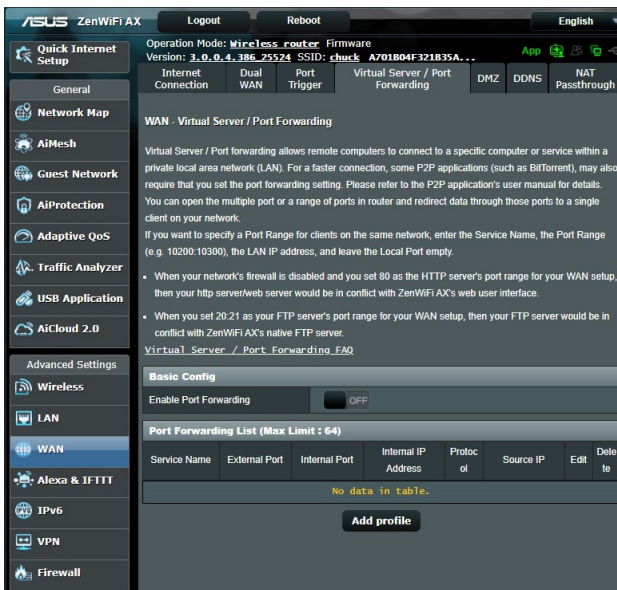 ASUS ZenWiFi AX
Logout
Reboot
English
Quick Internet
Setup
General
Network Map
AiMesh
Guest Network
AiProtection
Adaptive QoS
Traffic Analyzer
USB Application
AiCloud 2.0
Advanced Settings
Wireless
LAN
WAN
Alexa & IFTTT
IPv6
VPN
Firewall
Operation Mode: Wireless router Firmware
Version: 3.0.0.4.386_25524 SSID: chuck A701B04F321B35A...
App
Internet
Connection
Dual
WAN
Port
Trigger
Virtual Server / Port
Forwarding
DMZ
DDNS
NAT
Passthrough
WAN - Virtual Server / Port Forwarding
Virtual Server / Port forwarding allows remote computers to connect to a specific computer or service within a
private local area network (LAN). For a faster connection, some P2P applications (such as BitTorrent), may also
require that you set the port forwarding setting. Please refer to the P2P application's user manual for details.
You can open the multiple port or a range of ports in router and redirect data through those ports to a single
client on your network.
If you want to specify a Port Range for clients on the same network, enter the Service Name, the Port Range
(e.g. 10200:10300), the LAN IP address, and leave the Local Port empty.
• When your network's firewall is disabled and you set 80 as the HTTP server's port range for your WAN setup,
then your http server/web server would be in conflict with ZenWiFi AX's web user interface.
• When you set 20:21 as your FTP server's port range for your WAN setup, then your FTP server would be in
conflict with ZenWiFi AX's native FTP server.
Virtual Server / Port Forwarding FAQ
Basic Config
Enable Port Forwarding
OFF
Port Forwarding List (Max Limit : 64)
Service Name
External Port
Internal Port
Internal IP
Address
Protoc
ol
Source IP
Edit
Dele
te
No data in table.
Add profile